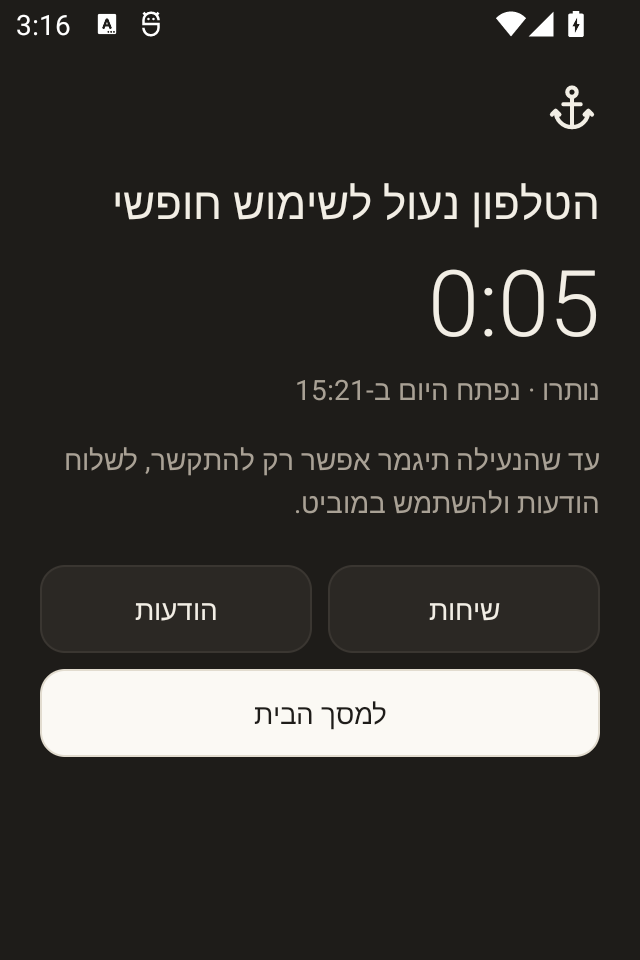 3:16
הטלפון נעול לשימוש חופשי
0:05
נותרו · נפתח היום ב-15:21
עד שהנעילה תיגמר אפשר רק להתקשר, לשלוח
הודעות ולהשתמש במוביט.
שיחות
הודעות
למסך הבית